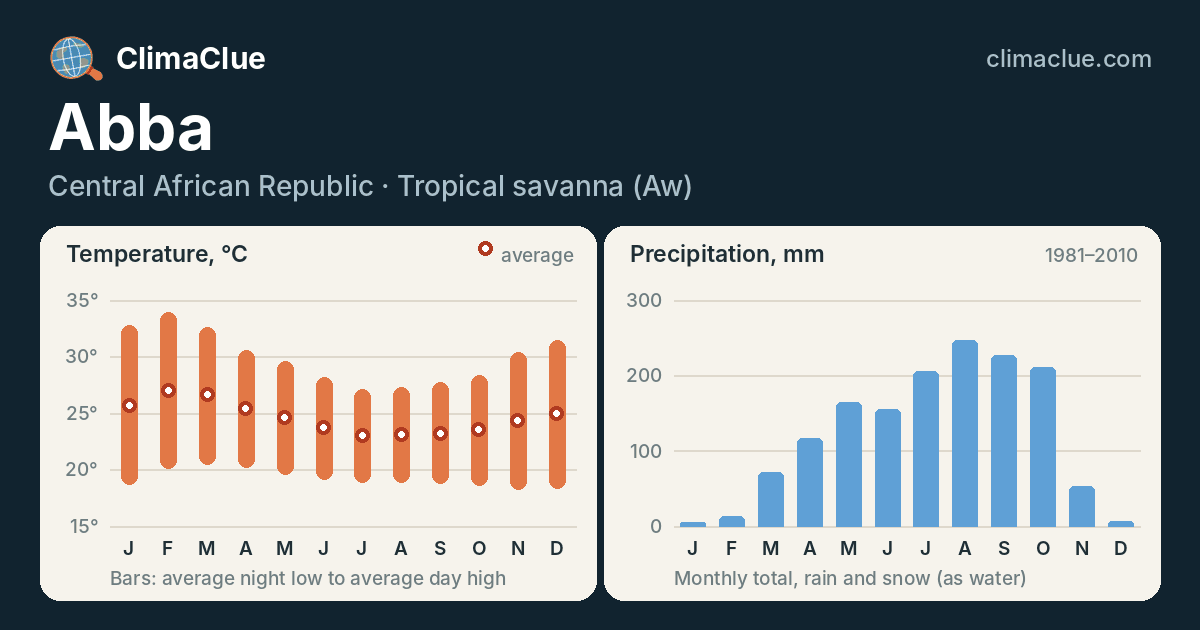 ClimaClue
climaclue.com
Abba
Central African Republic · Tropical savanna (Aw)
Temperature, °C
average
35°
30°
25°
20°
15°
J F M A M J J A S O N D
Bars: average night low to average day high
Precipitation, mm
1981–2010
300
200
100
0
J F M A M J J A S O N D
Monthly total, rain and snow (as water)